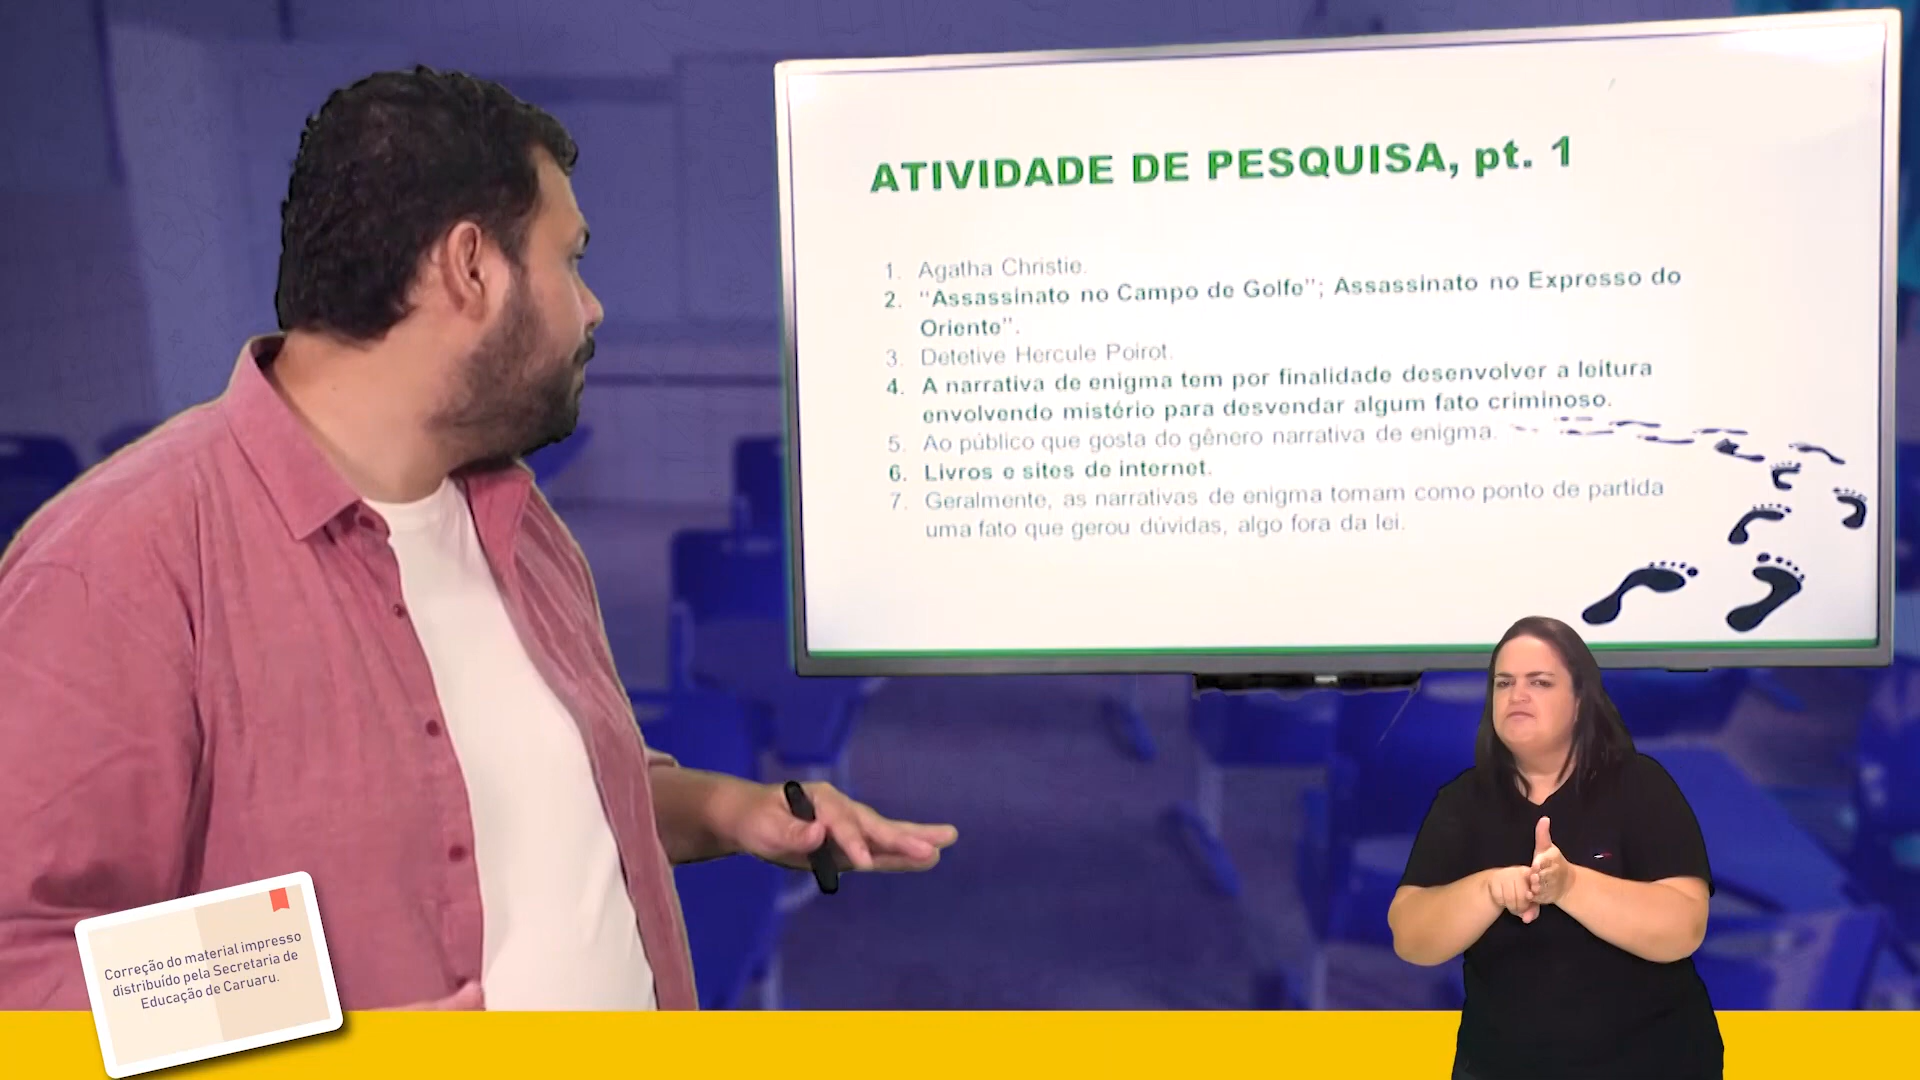 ATIVIDADE DE PESQUISA, pt. 1
1. Agatha Christie.
2. "Assassinato no Campo de Golfe"; Assassinato no Expresso do
Oriente".
3. Detetive Hercule Poirot.
4. A narrativa de enigma tem por finalidade desenvolver a leitura
envolvendo mistério para desvendar algum fato criminoso.
5. Ao público que gosta do gênero narrativa de enigma.
6. Livros e sites de internet.
7. Geralmente, as narrativas de enigma tomam como ponto de partida
uma fato que gerou dúvidas, algo fora da lei.
Correção do material impresso
distribuído pela Secretaria de
Educação de Caruaru.